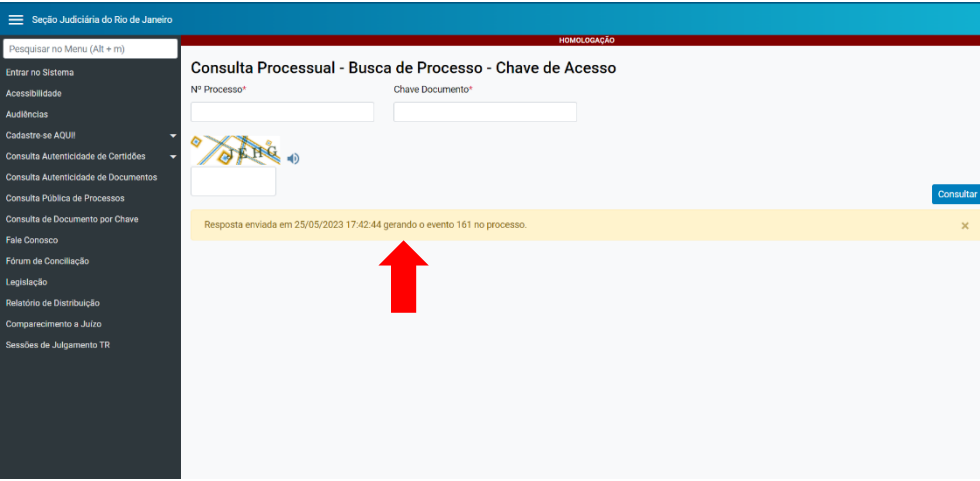 Seção Judiciária do Rio de Janeiro
HOMOLOGAÇÃO
Pesquisar no Menu (Alt + m)
Entrar no Sistema
Acessibilidade
Audiências
Cadastre-se AQUI!
Consulta Autenticidade de Certidões
Consulta Autenticidade de Documentos
Consulta Pública de Processos
Consulta de Documento por Chave
Fale Conosco
Fórum de Conciliação
Legislação
Relatório de Distribuição
Comparecimento a Juízo
Sessões de Julgamento TR
Consulta Processual - Busca de Processo - Chave de Acesso
Nº Processo* Chave Documento*
JEHG
Consultar
Resposta enviada em 25/05/2023 17:42:44 gerando o evento 161 no processo. ×